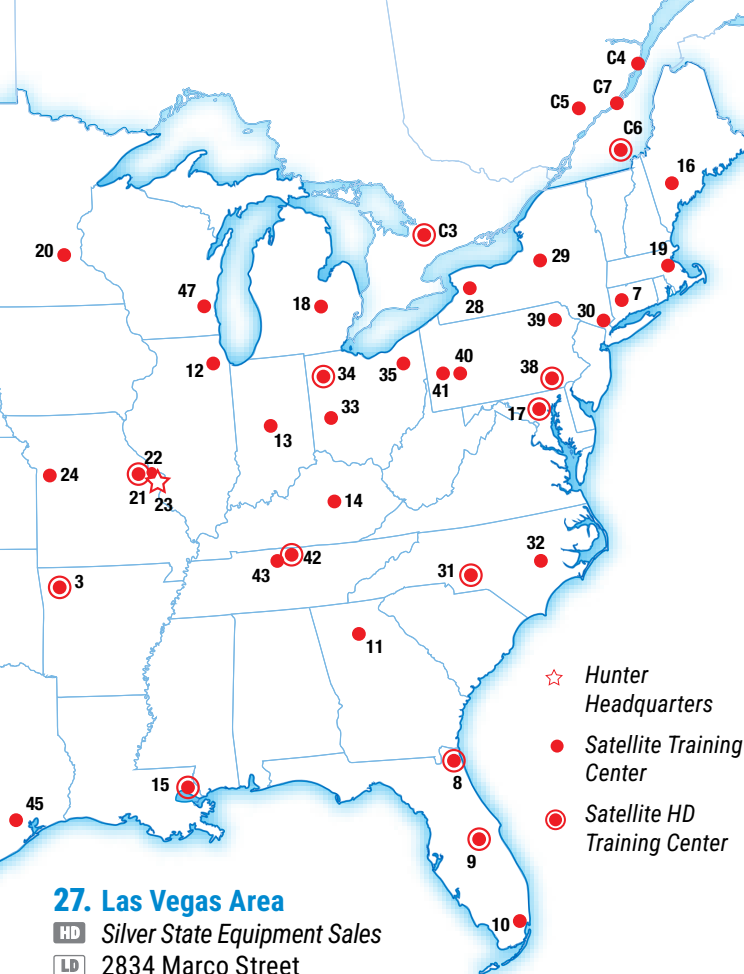 C4
C7
C5
C6
16
C3
20
29
19
47
28
7
18
39
30
12
34
35
40
41
38
33
17
13
22
24
21
23
14
42
43
32
31
3
11
Hunter
Headquarters
Satellite Training
Center
15
8
45
Satellite HD
Training Center
9
10
27. Las Vegas Area
HD Silver State Equipment Sales
LD 2834 Marco Street